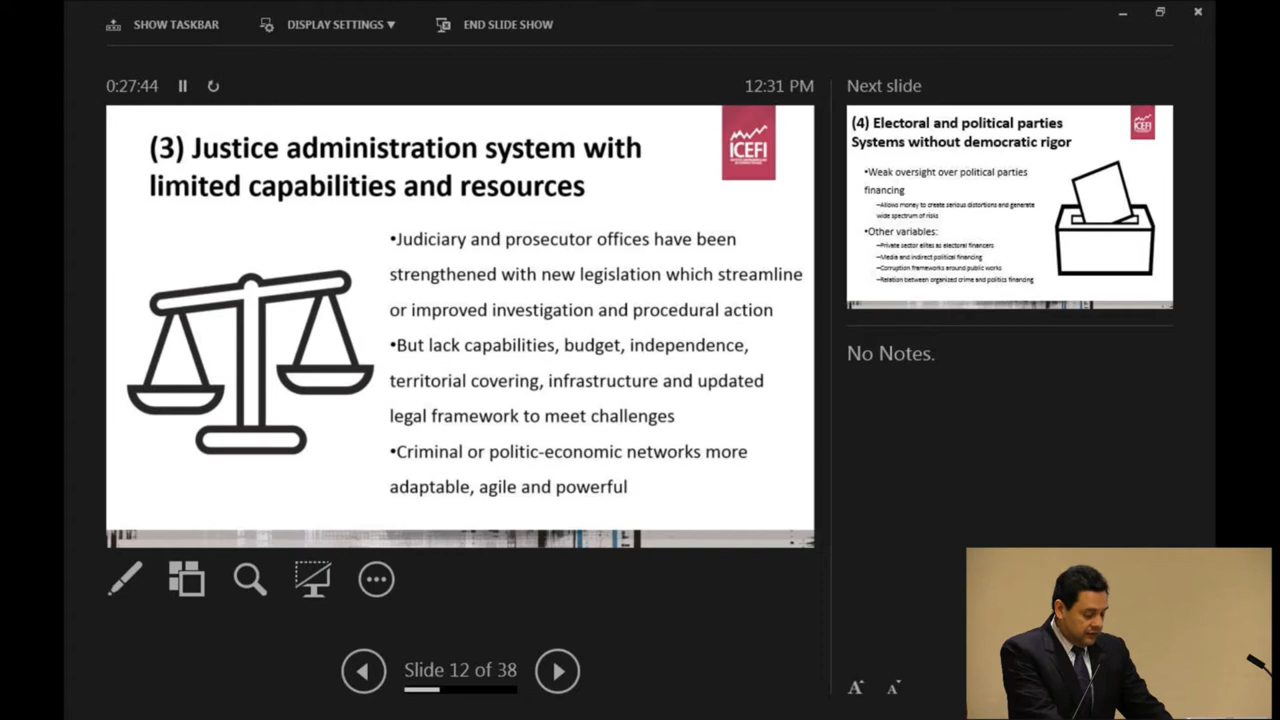 SHOW TASKBAR
DISPLAY SETTINGS ▼
END SLIDE SHOW
0:27:44
12:31 PM
(3) Justice administration system with
limited capabilities and resources
ICEFI
•Judiciary and prosecutor offices have been
strengthened with new legislation which streamline
or improved investigation and procedural action
•But lack capabilities, budget, independence,
territorial covering, infrastructure and updated
legal framework to meet challenges
•Criminal or politic-economic networks more
adaptable, agile and powerful
Slide 12 of 38
Next slide
(4) Electoral and political parties
Systems without democratic rigor
ICEFI
•Weak oversight over political parties
financing
–Allows money to create serious distortions and generate
wide spectrum of risks
•Other variables:
–Private sector elites as electoral financers
–Media and indirect political financing
–Corruption frameworks around public works
–Relation between organized crime and politics financing
No Notes.
A A